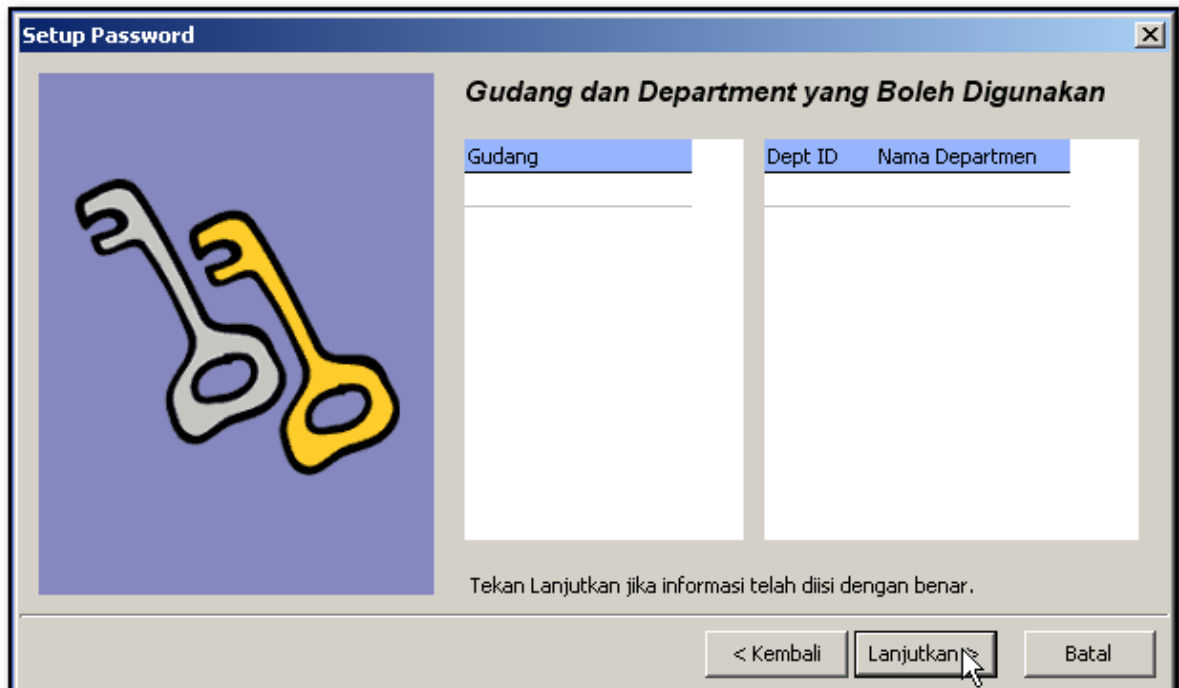 Setup Password
Gudang dan Department yang Boleh Digunakan
Gudang
Dept ID Nama Departmen
Tekan Lanjutkan jika informasi telah diisi dengan benar.
< Kembali
Lanjutkan >
Batal